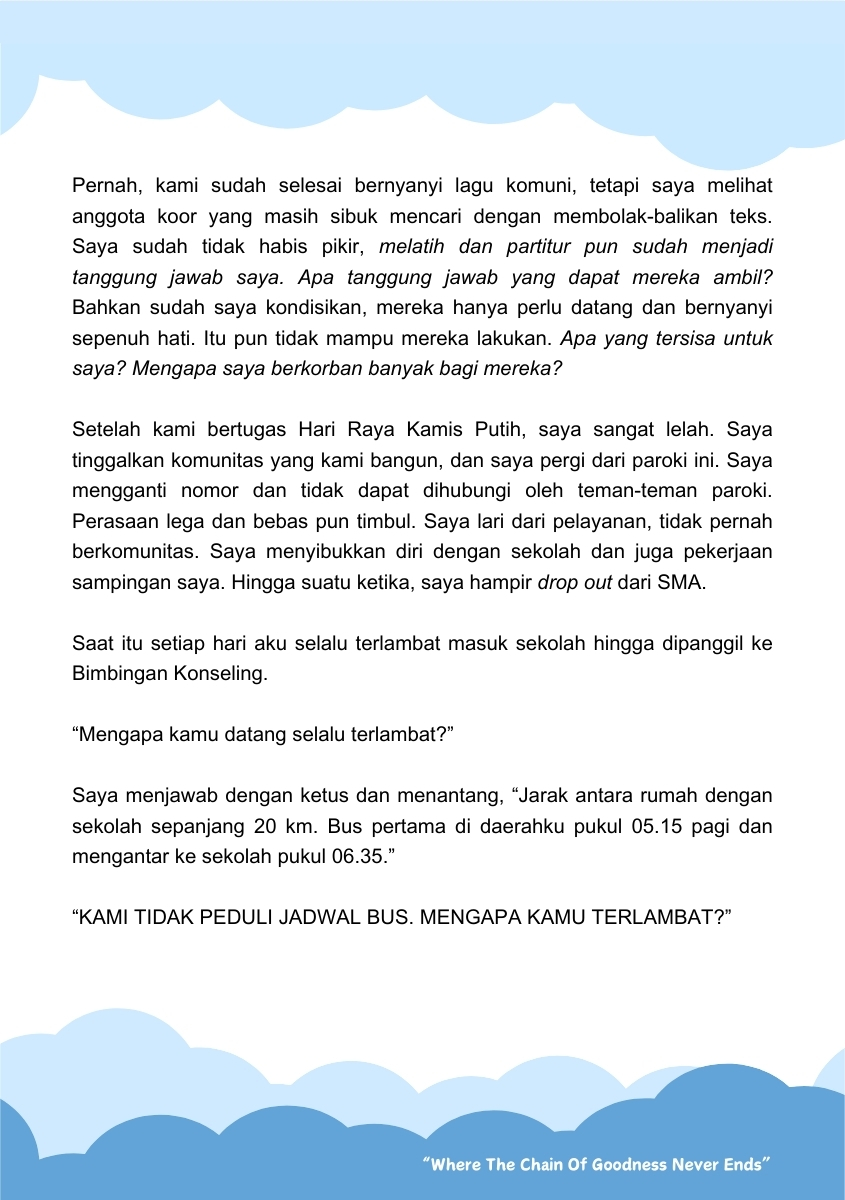 Pernah, kami sudah selesai bernyanyi lagu komuni, tetapi saya melihat
anggota koor yang masih sibuk mencari dengan membolak-balikan teks.
Saya sudah tidak habis pikir, melatih dan partitur pun sudah menjadi
tanggung jawab saya. Apa tanggung jawab yang dapat mereka ambil?
Bahkan sudah saya kondisikan, mereka hanya perlu datang dan bernyanyi
sepenuh hati. Itu pun tidak mampu mereka lakukan. Apa yang tersisa untuk
saya? Mengapa saya berkorban banyak bagi mereka?
Setelah kami bertugas Hari Raya Kamis Putih, saya sangat lelah. Saya
tinggalkan komunitas yang kami bangun, dan saya pergi dari paroki ini. Saya
mengganti nomor dan tidak dapat dihubungi oleh teman-teman paroki.
Perasaan lega dan bebas pun timbul. Saya lari dari pelayanan, tidak pernah
berkomunitas. Saya menyibukkan diri dengan sekolah dan juga pekerjaan
sampingan saya. Hingga suatu ketika, saya hampir drop out dari SMA.
Saat itu setiap hari aku selalu terlambat masuk sekolah hingga dipanggil ke
Bimbingan Konseling.
“Mengapa kamu datang selalu terlambat?”
Saya menjawab dengan ketus dan menantang, “Jarak antara rumah dengan
sekolah sepanjang 20 km. Bus pertama di daerahku pukul 05.15 pagi dan
mengantar ke sekolah pukul 06.35.”
“KAMI TIDAK PEDULI JADWAL BUS. MENGAPA KAMU TERLAMBAT?”
“Where The Chain Of Goodness Never Ends”